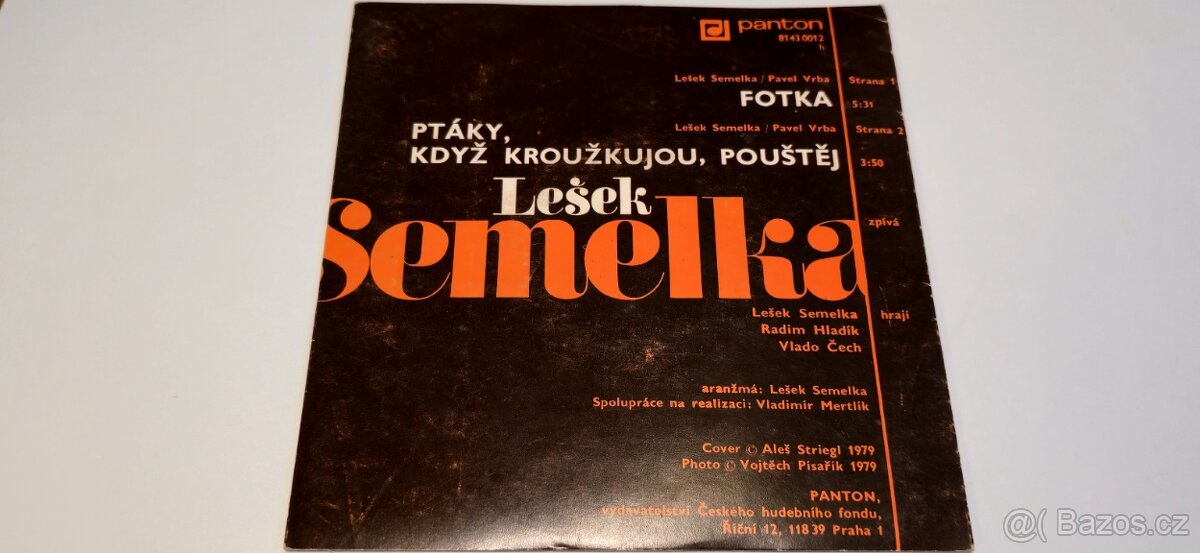 panton
8143 0012
h
Lešek Semelka / Pavel Vrba Strana 1
FOTKA 5:31
Lešek Semelka / Pavel Vrba Strana 2
PTÁKY,
KDYŽ KROUŽKUJOU, POUŠTĚJ 3:50
Lešek
Semelka zpívá
Lešek Semelka hrají
Radim Hladík
Vlado Čech
aranžmá: Lešek Semelka
Spolupráce na realizaci: Vladimír Mertlík
Cover © Aleš Striegl 1979
Photo © Vojtěch Pisařík 1979
PANTON,
vydavatelství Českého hudebního fondu,
Říční 12, 118 39 Praha 1
@( Bazos.cz